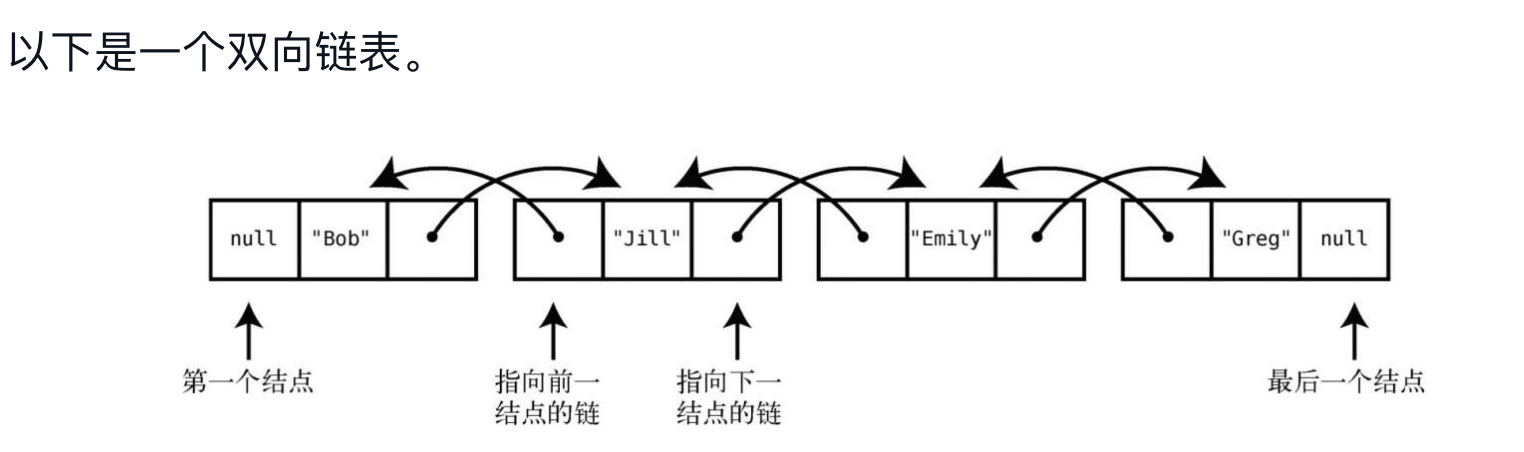 以下是一个双向链表。
null "Bob" "Jill" "Emily" "Greg" null
第一个结点 指向前一 指向下一 最后一个结点
结点的链 结点的链